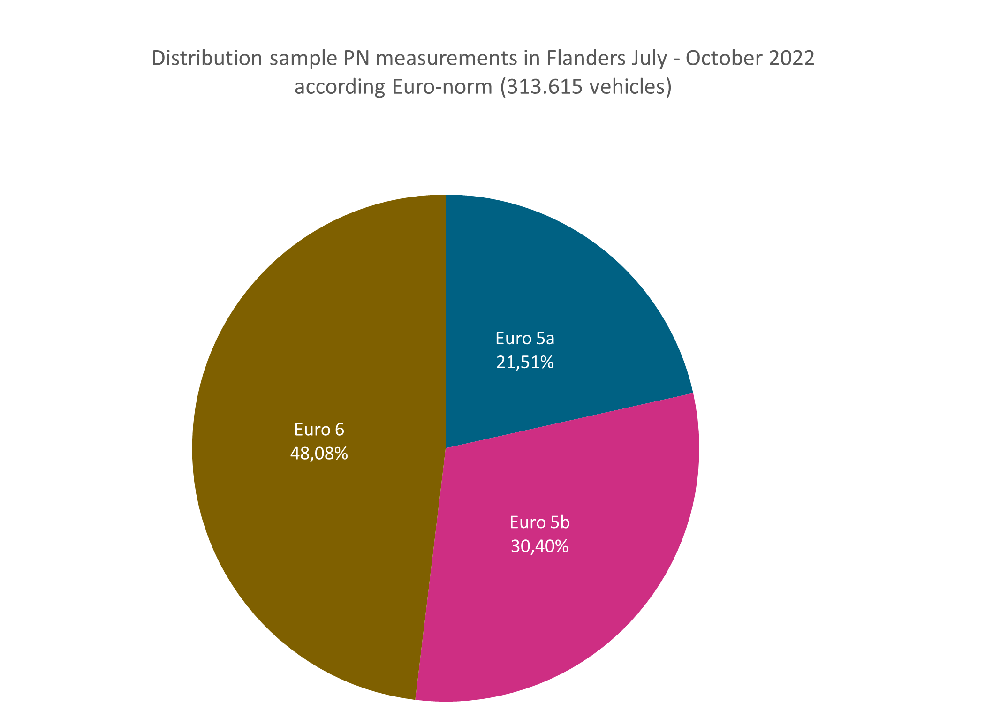 Distribution sample PN measurements in Flanders July - October 2022
according Euro-norm (313.615 vehicles)
Euro 5a
21,51%
Euro 6
48,08%
Euro 5b
30,40%